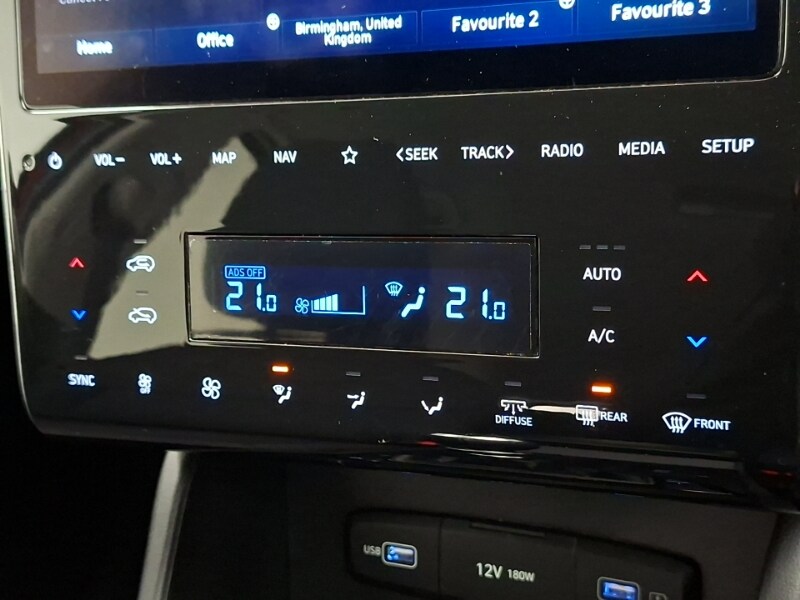 Home
Office
Birmingham, United
Kingdom
Favourite 2
Favourite 3
VOL−
VOL+
MAP
NAV
<SEEK
TRACK>
RADIO
MEDIA
SETUP
ADS OFF
21.0
21.0
AUTO
A/C
SYNC
OFF
DIFFUSE
REAR
FRONT
USB
12V 180W